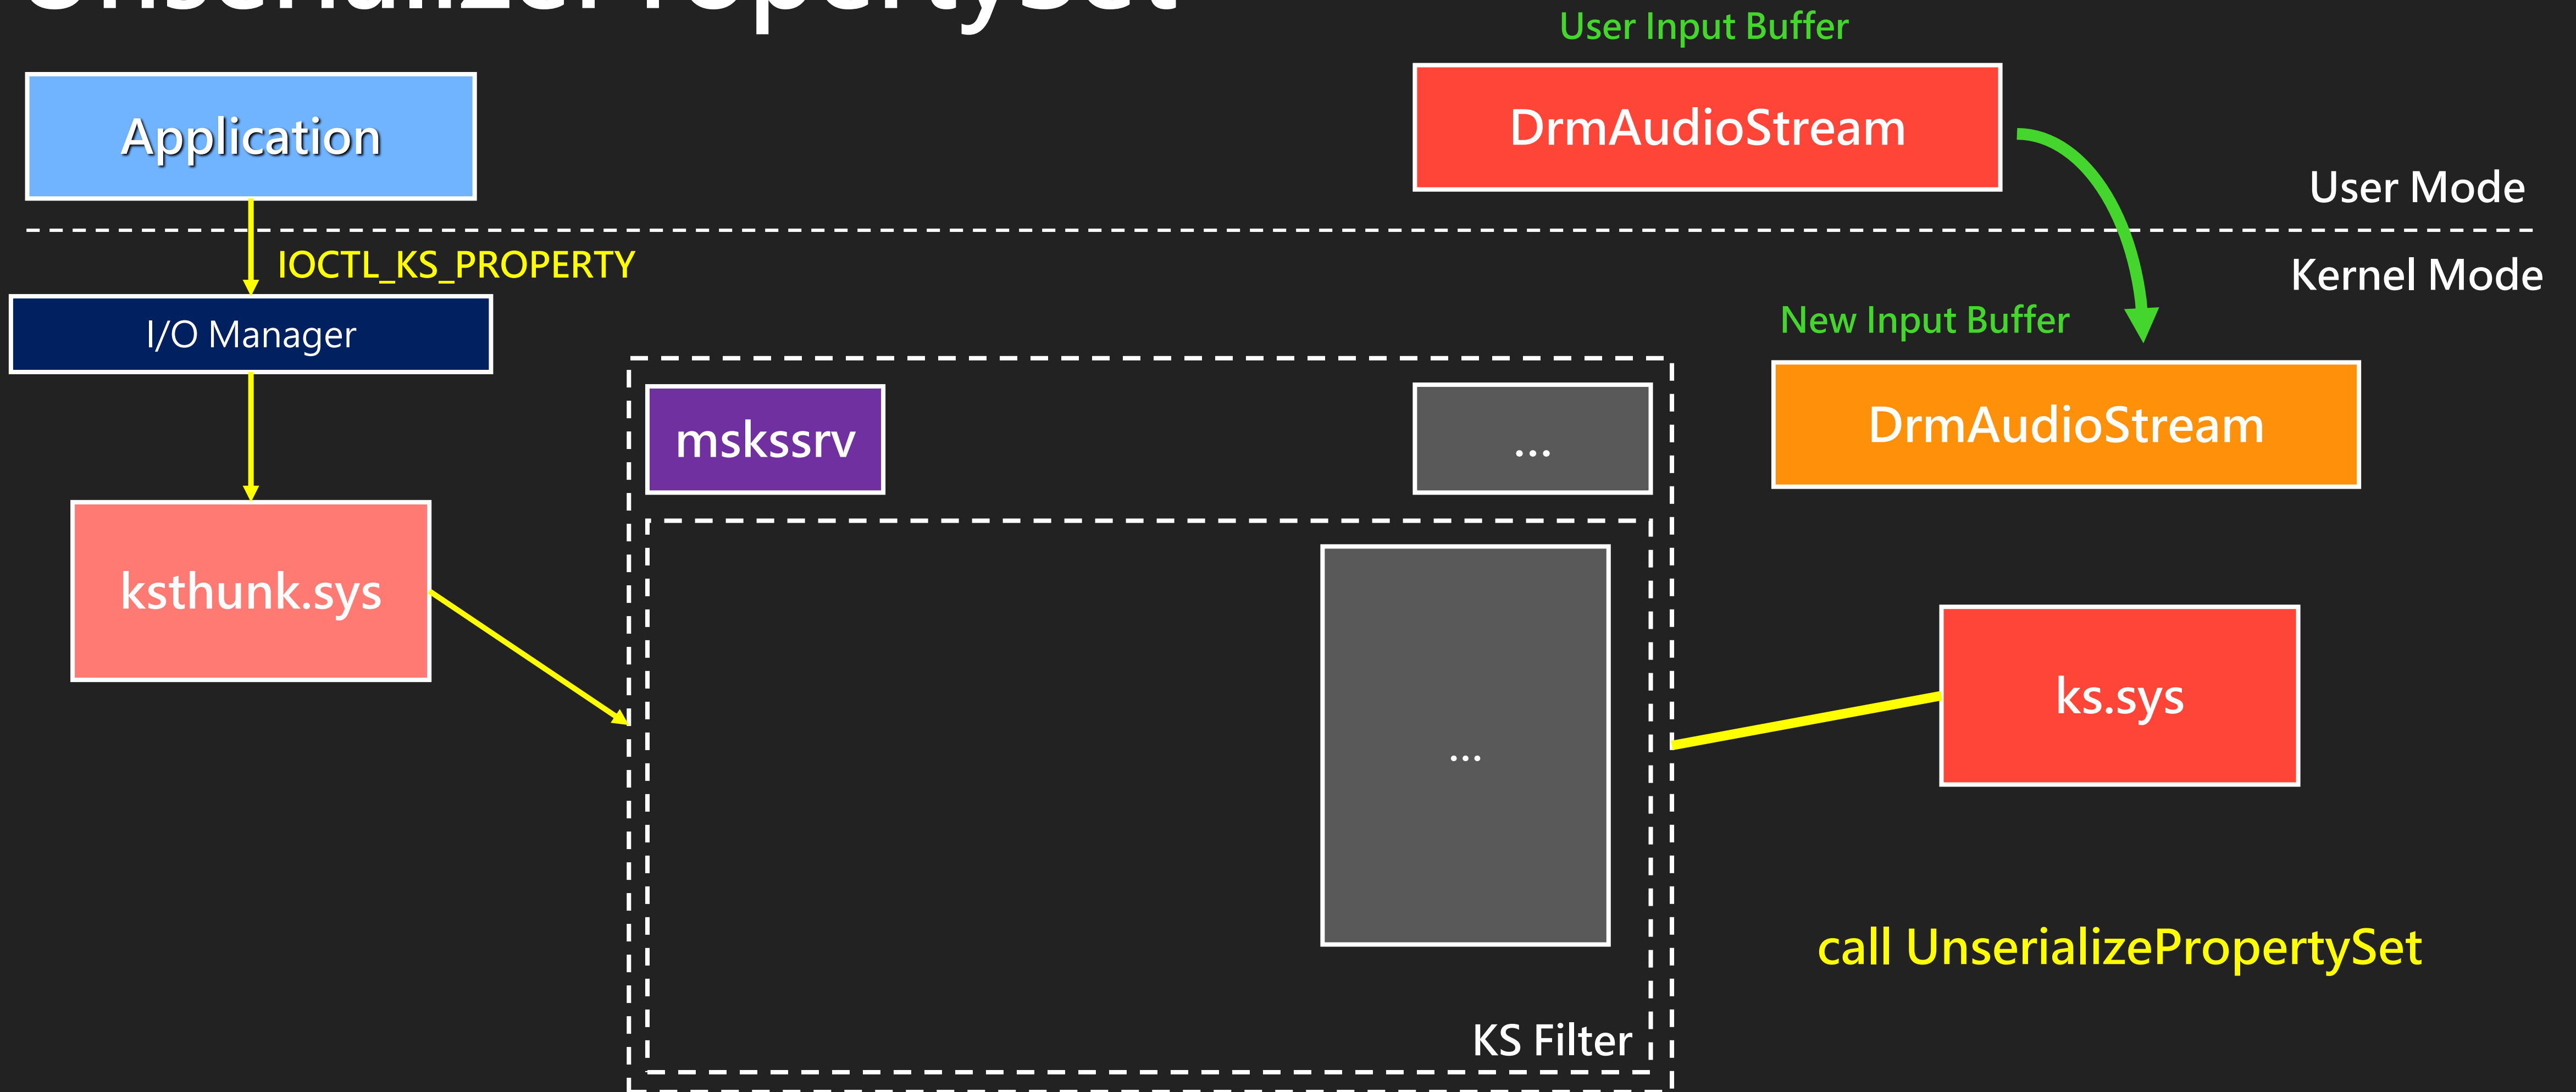 UnserializePropertySet
User Input Buffer
Application
DrmAudioStream
User Mode
IOCTL_KS_PROPERTY
Kernel Mode
I/O Manager
New Input Buffer
mskssrv
...
DrmAudioStream
ksthunk.sys
ks.sys
...
call UnserializePropertySet
KS Filter